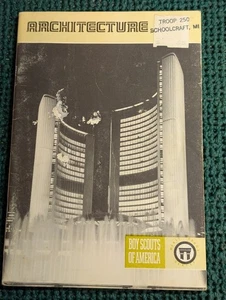 ARCHITECTURE
TROOP 250
SCHOOLCRAFT, MI
BOY SCOUTS
OF AMERICA